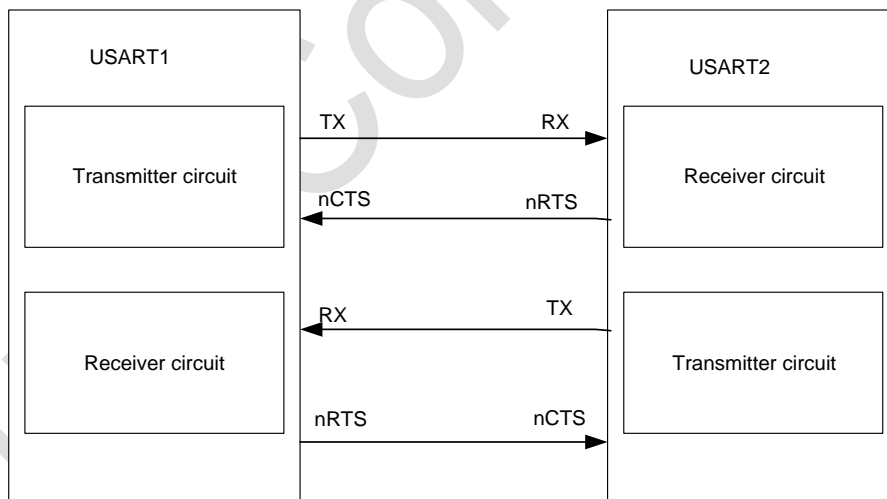 USART1
USART2
TX
RX
Transmitter circuit
Receiver circuit
nCTS
nRTS
RX
TX
Receiver circuit
Transmitter circuit
nRTS
nCTS